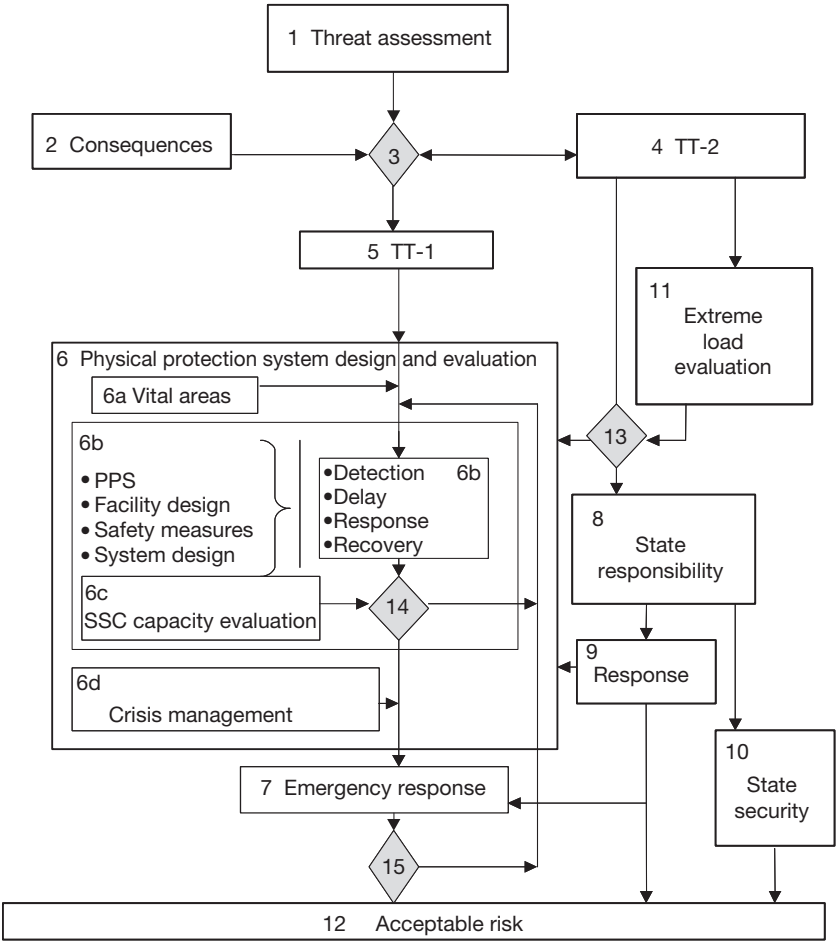 1 Threat assessment
2 Consequences
3
4 TT-2
5 TT-1
11
Extreme
load
evaluation
6 Physical protection system design and evaluation
6a Vital areas
13
6b
• PPS
• Facility design
• Safety measures
• System design
•Detection 6b
•Delay
•Response
•Recovery
8
State
responsibility
6c
SSC capacity evaluation
14
9
Response
6d
Crisis management
10
State
security
7 Emergency response
15
12 Acceptable risk